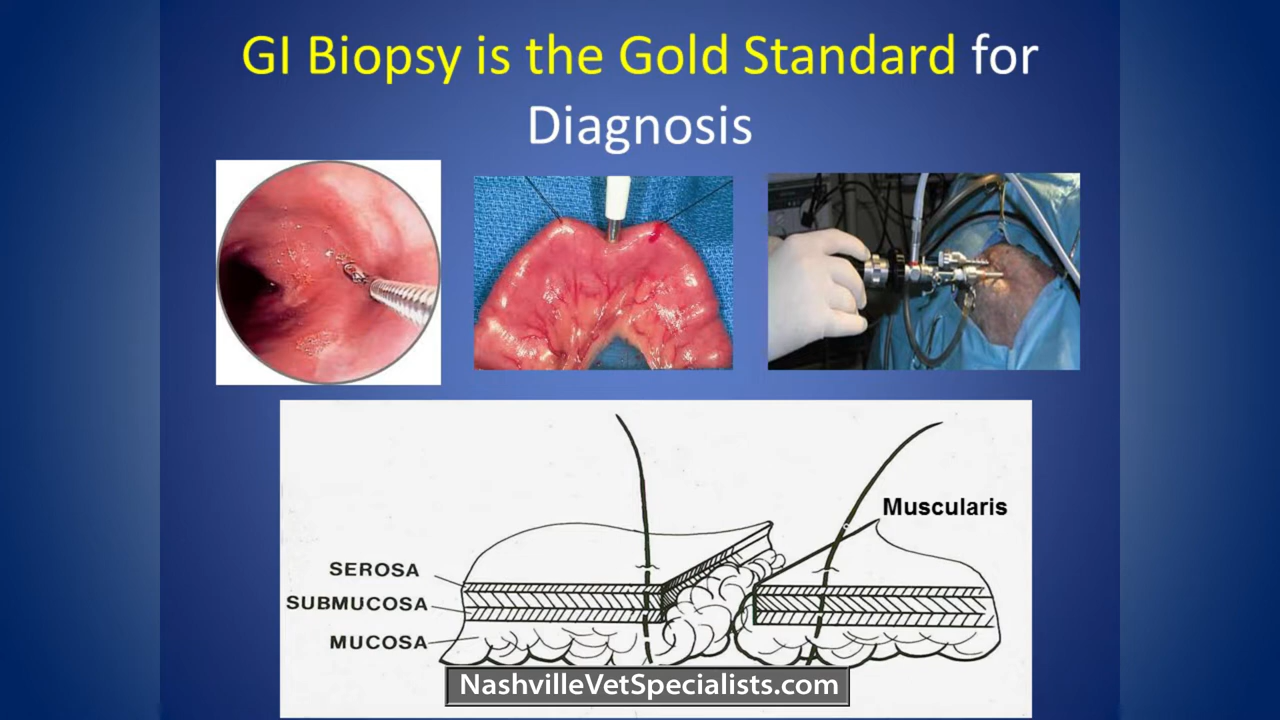 GI Biopsy is the Gold Standard for
Diagnosis
Muscularis
SEROSA
SUBMUCOSA
MUCOSA
NashvilleVetSpecialists.com